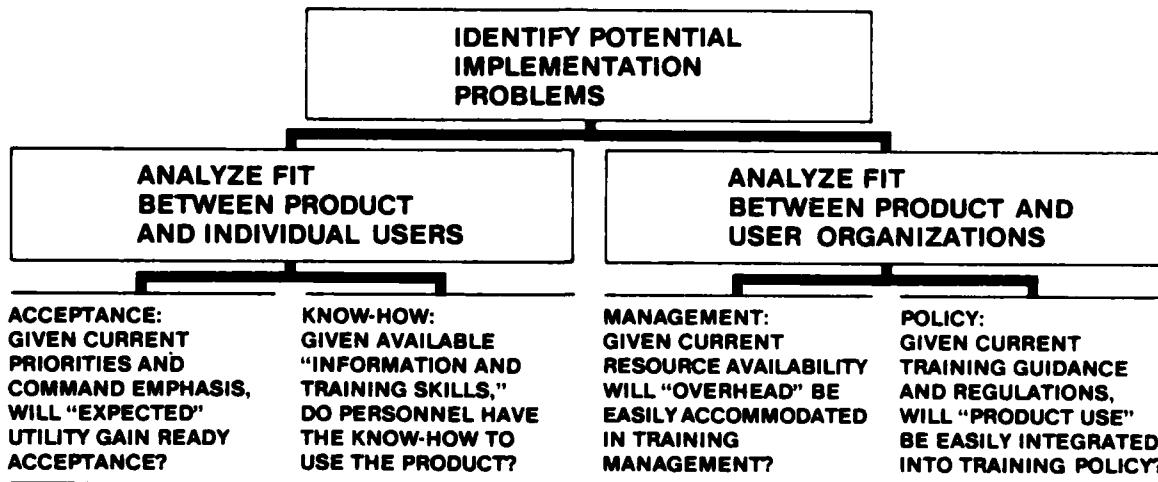 IDENTIFY POTENTIAL
IMPLEMENTATION
PROBLEMS
ANALYZE FIT
BETWEEN PRODUCT
AND INDIVIDUAL USERS
ANALYZE FIT
BETWEEN PRODUCT AND
USER ORGANIZATIONS
ACCEPTANCE:
GIVEN CURRENT
PRIORITIES AND
COMMAND EMPHASIS,
WILL “EXPECTED”
UTILITY GAIN READY
ACCEPTANCE?
KNOW-HOW:
GIVEN AVAILABLE
“INFORMATION AND
TRAINING SKILLS,”
DO PERSONNEL HAVE
THE KNOW-HOW TO
USE THE PRODUCT?
MANAGEMENT:
GIVEN CURRENT
RESOURCE AVAILABILITY
WILL “OVERHEAD” BE
EASILY ACCOMMODATED
IN TRAINING
MANAGEMENT?
POLICY:
GIVEN CURRENT
TRAINING GUIDANCE
AND REGULATIONS,
WILL “PRODUCT USE”
BE EASILY INTEGRATED
INTO TRAINING POLICY?